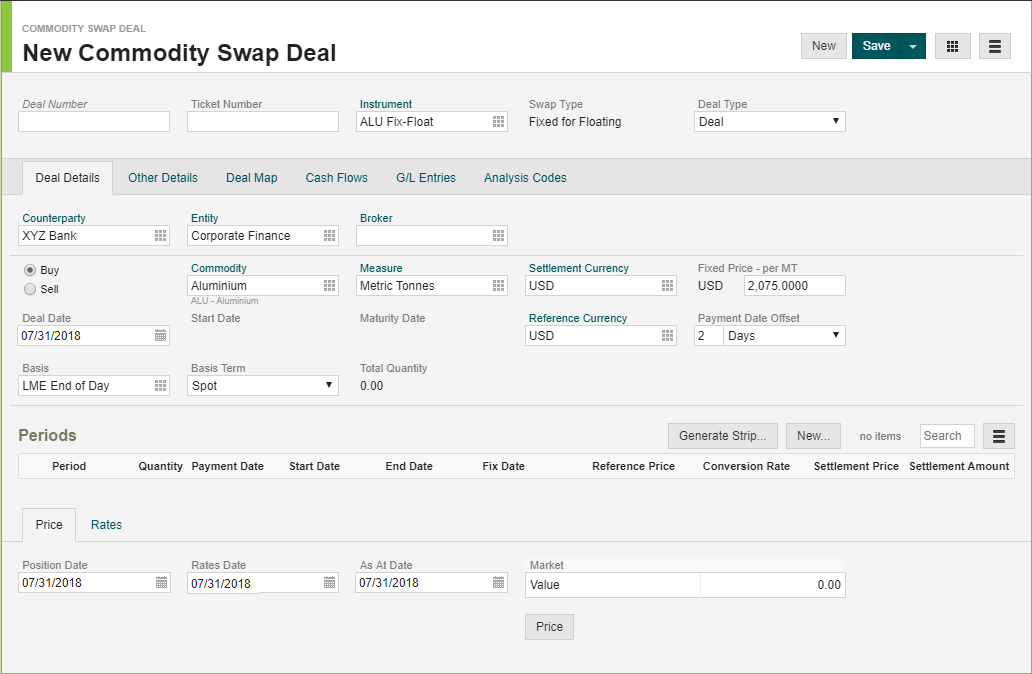 COMMODITY SWAP DEAL
New Commodity Swap Deal
New Save
Deal Number Ticket Number Instrument Swap Type Deal Type
ALU Fix-Float Fixed for Floating Deal
Deal Details Other Details Deal Map Cash Flows G/L Entries Analysis Codes
Counterparty Entity Broker
XYZ Bank Corporate Finance
Buy Commodity Measure Settlement Currency Fixed Price - per MT
Sell Aluminium Metric Tonnes USD USD 2,075.0000
ALU - Aluminium
Deal Date Start Date Maturity Date Reference Currency Payment Date Offset
07/31/2018 USD 2 Days
Basis Basis Term Total Quantity
LME End of Day Spot 0.00
Periods Generate Strip... New... no items Search
Period Quantity Payment Date Start Date End Date Fix Date Reference Price Conversion Rate Settlement Price Settlement Amount
Price Rates
Position Date Rates Date As At Date Market
07/31/2018 07/31/2018 07/31/2018 Value 0.00
Price